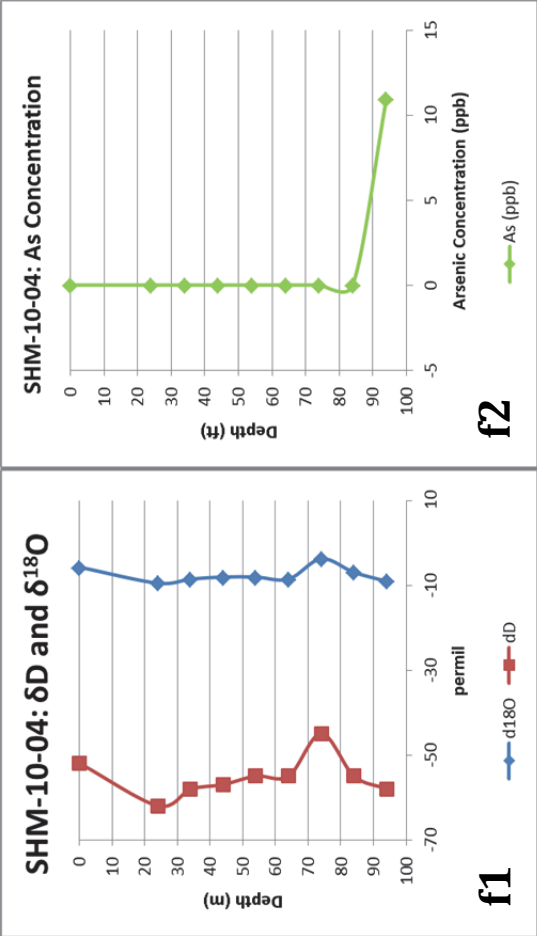 SHM-10-04: δD and δ¹⁸O
0
10
20
30
40
50
60
70
80
90
100
Depth (m)
-70
-50
-30
-10
10
permil
d18O
dD
f1
SHM-10-04: As Concentration
0
10
20
30
40
50
60
70
80
90
100
Depth (ft)
-5
0
5
10
15
Arsenic Concentration (ppb)
As (ppb)
f2